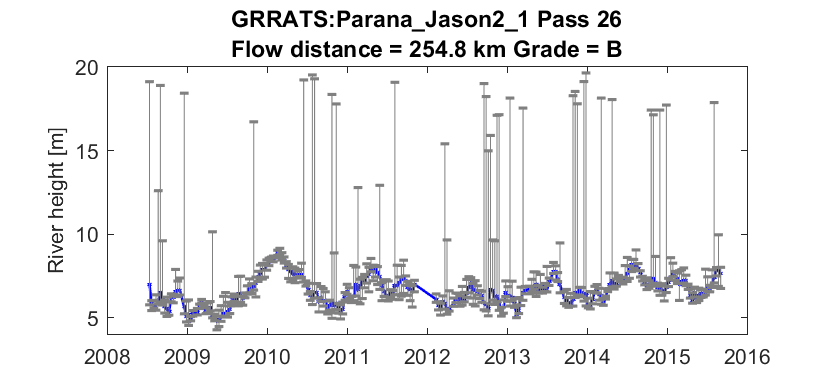 GRRATS:Parana_Jason2_1 Pass 26
Flow distance = 254.8 km Grade = B
River height [m]
20
15
10
5
2008 2009 2010 2011 2012 2013 2014 2015 2016